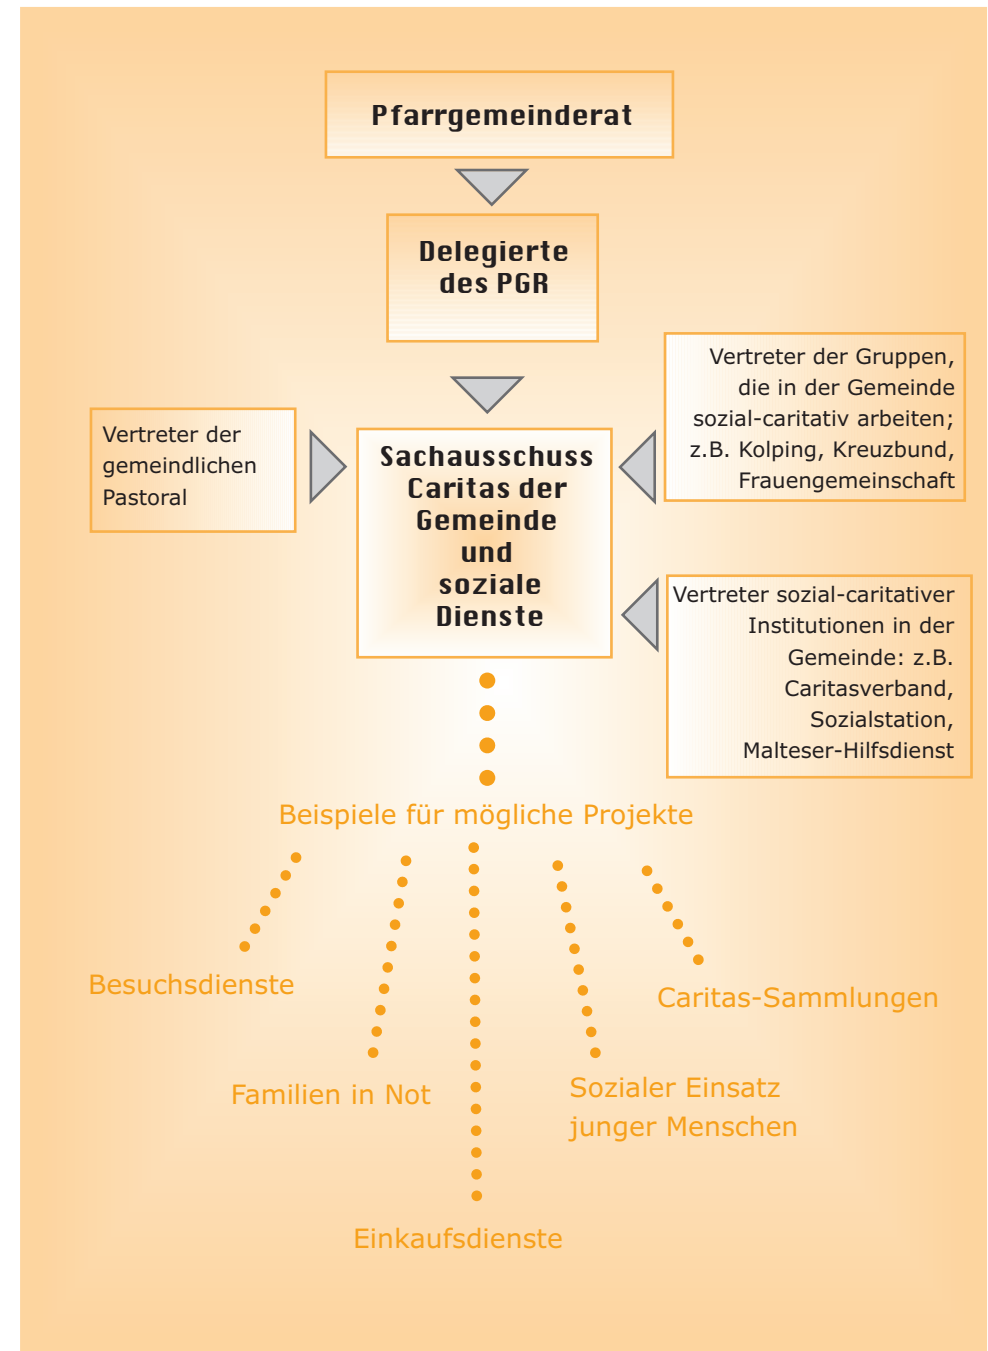 Pfarrgemeinderat
Delegierte
des PGR
Vertreter der Gruppen,
die in der Gemeinde
sozial-caritativ arbeiten;
z.B. Kolping, Kreuzbund,
Frauengemeinschaft
Vertreter der
gemeindlichen
Pastoral
Sachausschuss
Caritas der
Gemeinde
und
soziale
Dienste
Vertreter sozial-caritativer
Institutionen in der
Gemeinde: z.B.
Caritasverband,
Sozialstation,
Malteser-Hilfsdienst
Beispiele für mögliche Projekte
Besuchsdienste
Caritas-Sammlungen
Familien in Not
Sozialer Einsatz
junger Menschen
Einkaufsdienste